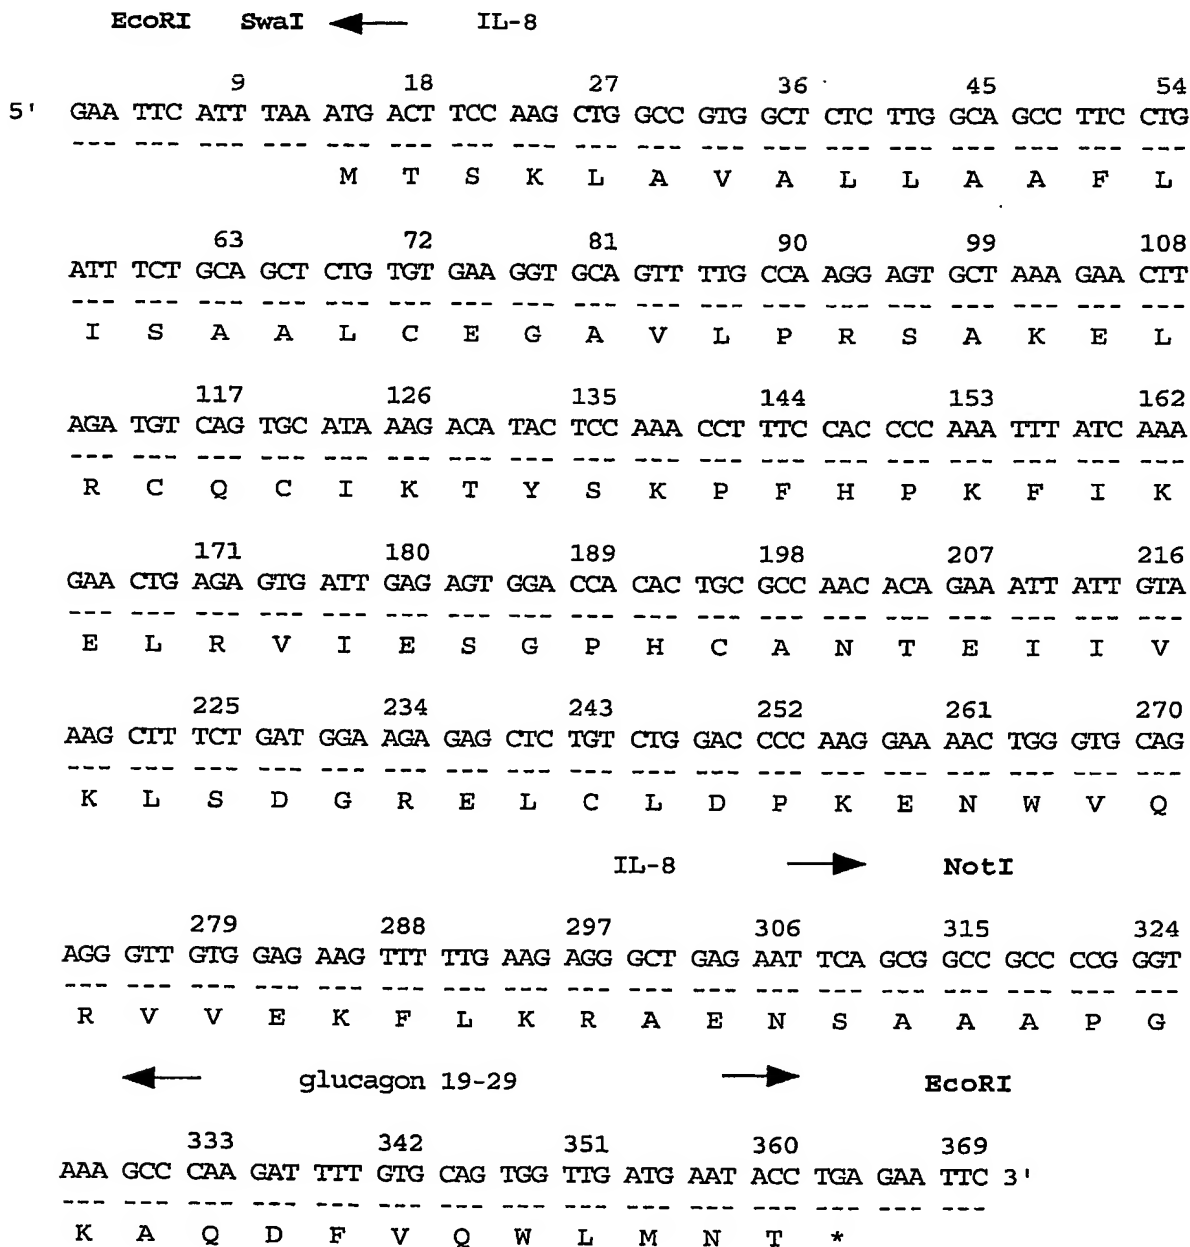 EcoRI SwaI ← IL-8
9 18 27 36 45 54
5' GAA TTC ATT TAA ATG ACT TCC AAG CTG GCC GTG GCT CTC TTG GCA GCC TTC CTG
--- --- --- --- --- --- --- --- --- --- --- --- --- --- --- --- --- ---
M T S K L A V A L L A A F L
63 72 81 90 99 108
ATT TCT GCA GCT CTG TGT GAA GGT GCA GTT TTG CCA AGG AGT GCT AAA GAA CTT
--- --- --- --- --- --- --- --- --- --- --- --- --- --- --- --- --- ---
I S A A L C E G A V L P R S A K E L
117 126 135 144 153 162
AGA TGT CAG TGC ATA AAG ACA TAC TCC AAA CCT TTC CAC CCC AAA TTT ATC AAA
--- --- --- --- --- --- --- --- --- --- --- --- --- --- --- --- --- ---
R C Q C I K T Y S K P F H P K F I K
171 180 189 198 207 216
GAA CTG AGA GTG ATT GAG AGT GGA CCA CAC TGC GCC AAC ACA GAA ATT ATT GTA
--- --- --- --- --- --- --- --- --- --- --- --- --- --- --- --- --- ---
E L R V I E S G P H C A N T E I I V
225 234 243 252 261 270
AAG CTT TCT GAT GGA AGA GAG CTC TGT CTG GAC CCC AAG GAA AAC TGG GTG CAG
--- --- --- --- --- --- --- --- --- --- --- --- --- --- --- --- --- ---
K L S D G R E L C L D P K E N W V Q
IL-8 → NotI
279 288 297 306 315 324
AGG GTT GTG GAG AAG TTT TTG AAG AGG GCT GAG AAT TCA GCG GCC GCC CCG GGT
--- --- --- --- --- --- --- --- --- --- --- --- --- --- --- --- --- ---
R V V E K F L K R A E N S A A A P G
← glucagon 19-29 → EcoRI
333 342 351 360 369
AAA GCC CAA GAT TTT GTG CAG TGG TTG ATG AAT ACC TGA GAA TTC 3'
--- --- --- --- --- --- --- --- --- --- --- --- --- --- ---
K A Q D F V Q W L M N T *